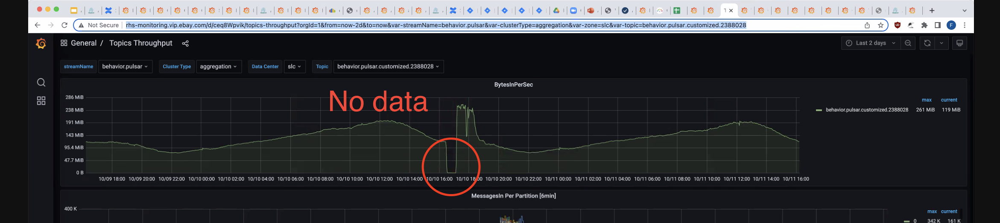 Not Secure rhs-monitoring.vip.ebay.com/d/ceq8Wpvik/topics-throughput?orgId=1&from=now-2d&to=now&var-streamName=behavior.pulsar&var-clusterType=aggregation&var-zone=slc&var-topic=behavior.pulsar.customized.2388028 F
General / Topics Throughput Last 2 days
streamName behavior.pulsar Cluster Type aggregation Data Center slc Topic behavior.pulsar.customized.2388028
BytesInPerSec
No data
286 MiB
238 MiB
191 MiB
143 MiB
95.4 MiB
47.7 MiB
0 B
10/09 18:00 10/09 20:00 10/09 22:00 10/10 00:00 10/10 02:00 10/10 04:00 10/10 06:00 10/10 08:00 10/10 10:00 10/10 12:00 10/10 14:00 10/10 16:00 10/10 18:00 10/10 20:00 10/10 22:00 10/11 00:00 10/11 02:00 10/11 04:00 10/11 06:00 10/11 08:00 10/11 10:00 10/11 12:00 10/11 14:00 10/11 16:00
max current
behavior.pulsar.customized.2388028 261 MiB 119 MiB
MessagesIn Per Partition [6min]
400 K
max current
0 342 K 161 K